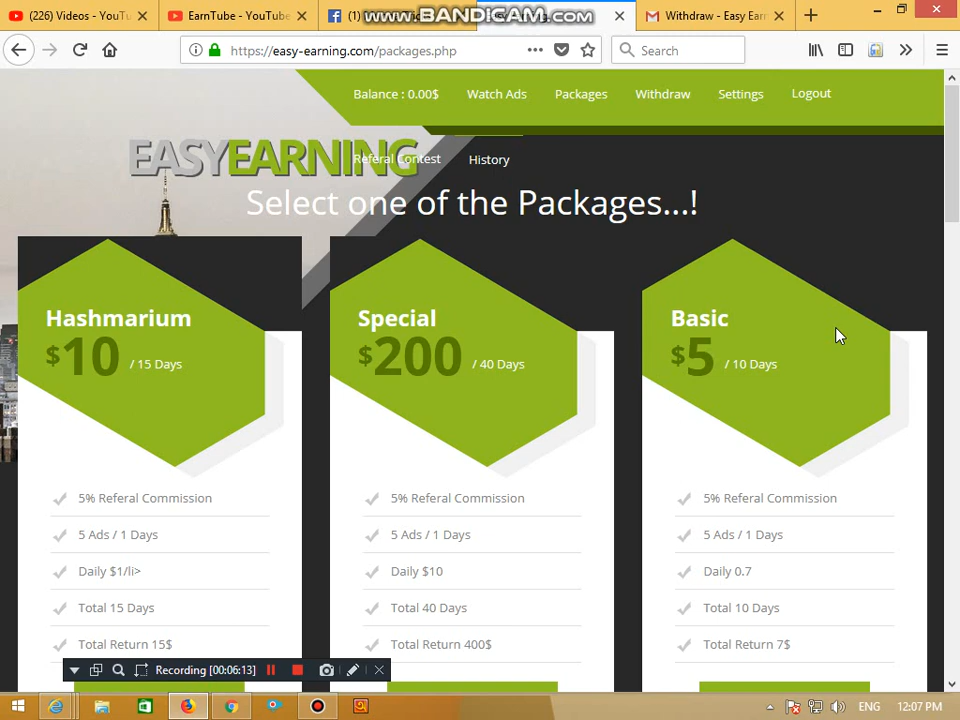 (226) Videos - YouTu
EarnTube - YouTube
(1)
WWW.BANDICAM.COM
Withdraw - Easy Earn
https://easy-earning.com/packages.php
Search
Balance : 0.00$
Watch Ads
Packages
Withdraw
Settings
Logout
EASYEARNING
Referal Contest
History
Select one of the Packages...!
Hashmarium
$10 / 15 Days
5% Referal Commission
5 Ads / 1 Days
Daily $1/li>
Total 15 Days
Total Return 15$
Special
$200 / 40 Days
5% Referal Commission
5 Ads / 1 Days
Daily $10
Total 40 Days
Total Return 400$
Basic
$5 / 10 Days
5% Referal Commission
5 Ads / 1 Days
Daily 0.7
Total 10 Days
Total Return 7$
Recording [00:06:13]
ENG
12:07 PM